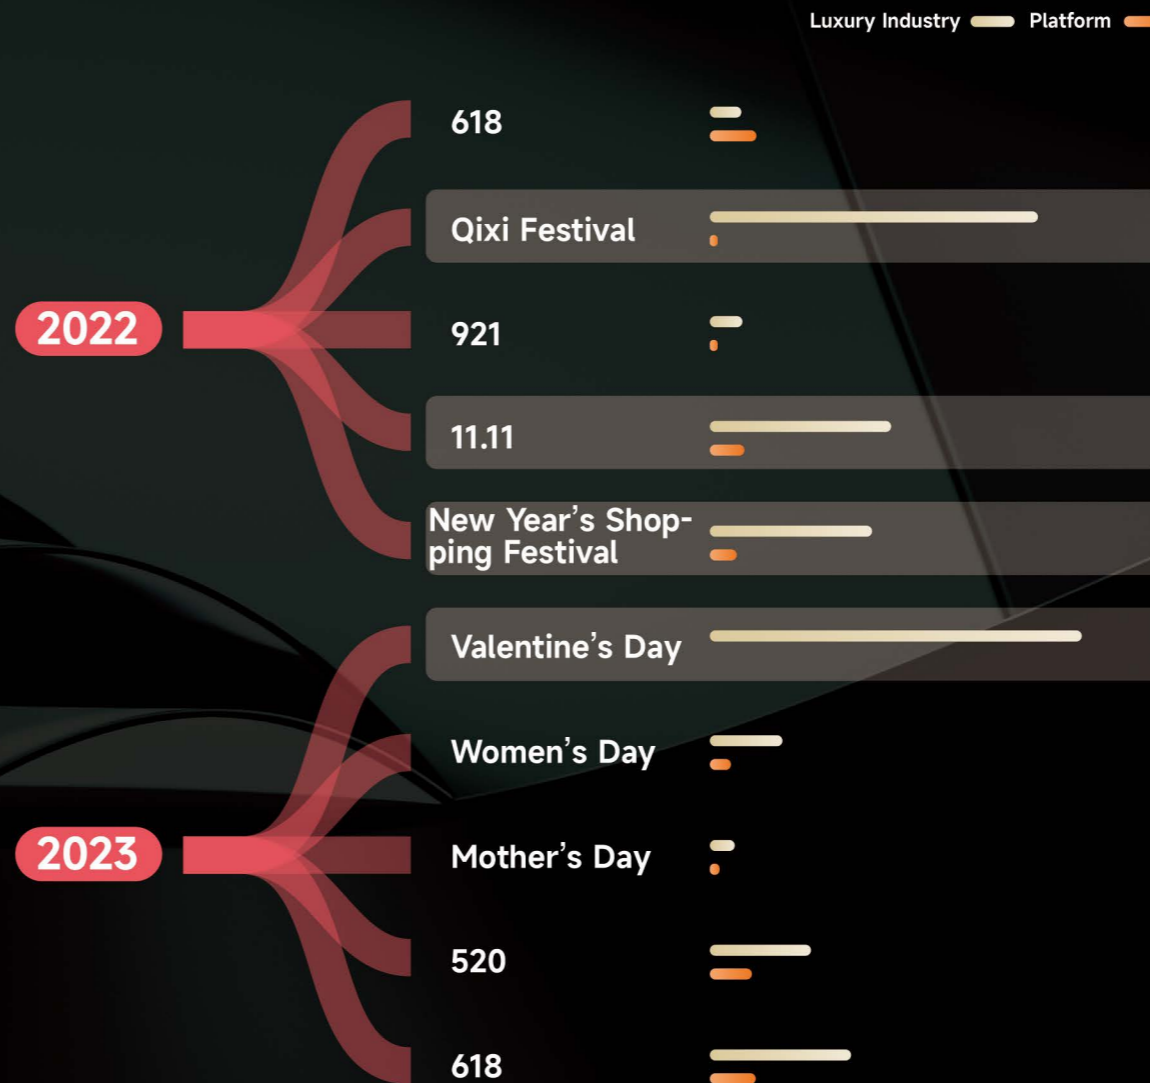 Luxury Industry Platform
618
Qixi Festival
2022
921
11.11
New Year’s Shop-
ping Festival
Valentine’s Day
Women’s Day
2023
Mother’s Day
520
618